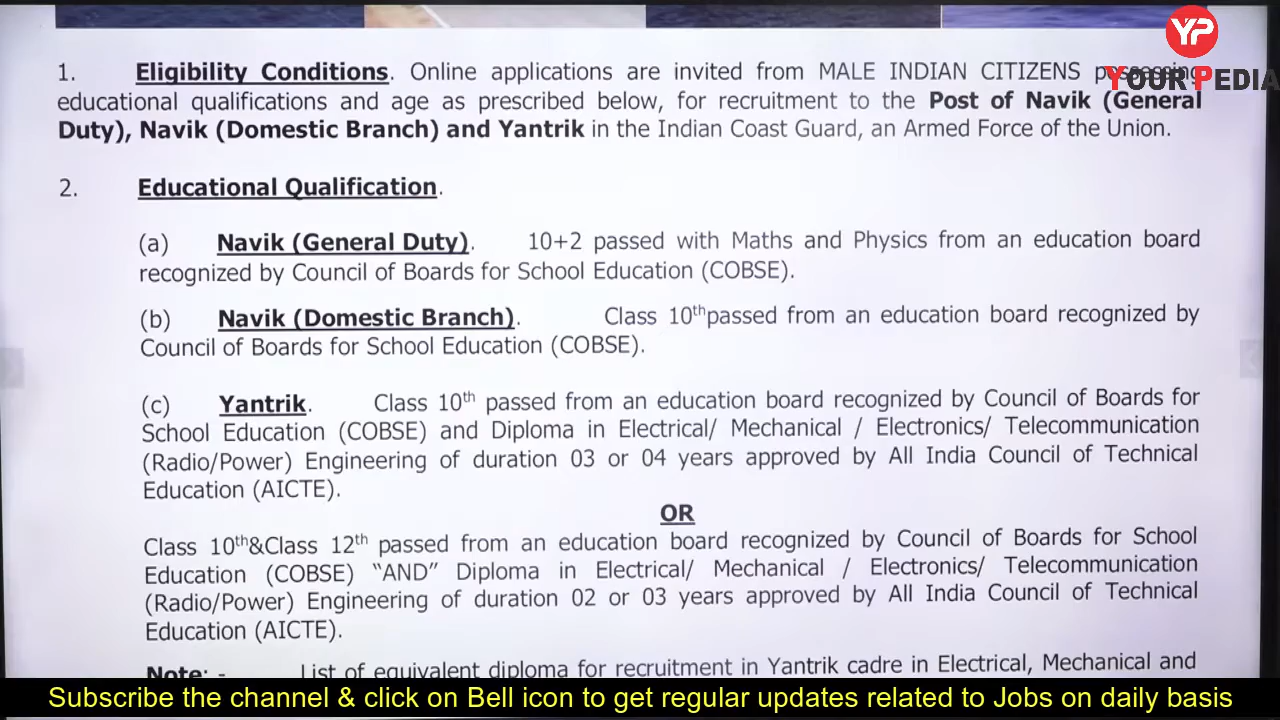 YP
YOUR PEDIA
1. Eligibility Conditions. Online applications are invited from MALE INDIAN CITIZENS
educational qualifications and age as prescribed below, for recruitment to the Post of Navik (General
Duty), Navik (Domestic Branch) and Yantrik in the Indian Coast Guard, an Armed Force of the Union.
2. Educational Qualification.
(a) Navik (General Duty). 10+2 passed with Maths and Physics from an education board
recognized by Council of Boards for School Education (COBSE).
(b) Navik (Domestic Branch). Class 10th passed from an education board recognized by
Council of Boards for School Education (COBSE).
(c) Yantrik. Class 10th passed from an education board recognized by Council of Boards for
School Education (COBSE) and Diploma in Electrical/ Mechanical / Electronics/ Telecommunication
(Radio/Power) Engineering of duration 03 or 04 years approved by All India Council of Technical
Education (AICTE).
OR
Class 10th&Class 12th passed from an education board recognized by Council of Boards for School
Education (COBSE) “AND” Diploma in Electrical/ Mechanical / Electronics/ Telecommunication
(Radio/Power) Engineering of duration 02 or 03 years approved by All India Council of Technical
Education (AICTE).
Note: - List of equivalent diploma for recruitment in Yantrik cadre in Electrical, Mechanical and
Subscribe the channel & click on Bell icon to get regular updates related to Jobs on daily basis